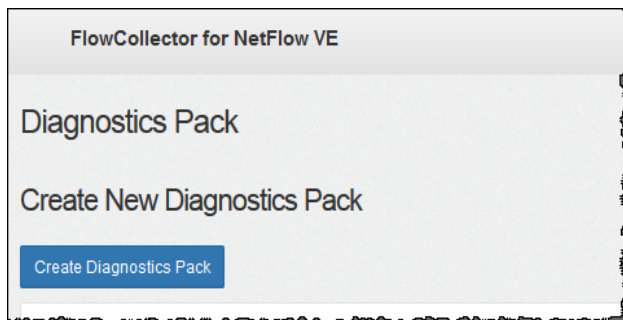 FlowCollector for NetFlow VE
Diagnostics Pack
Create New Diagnostics Pack
Create Diagnostics Pack